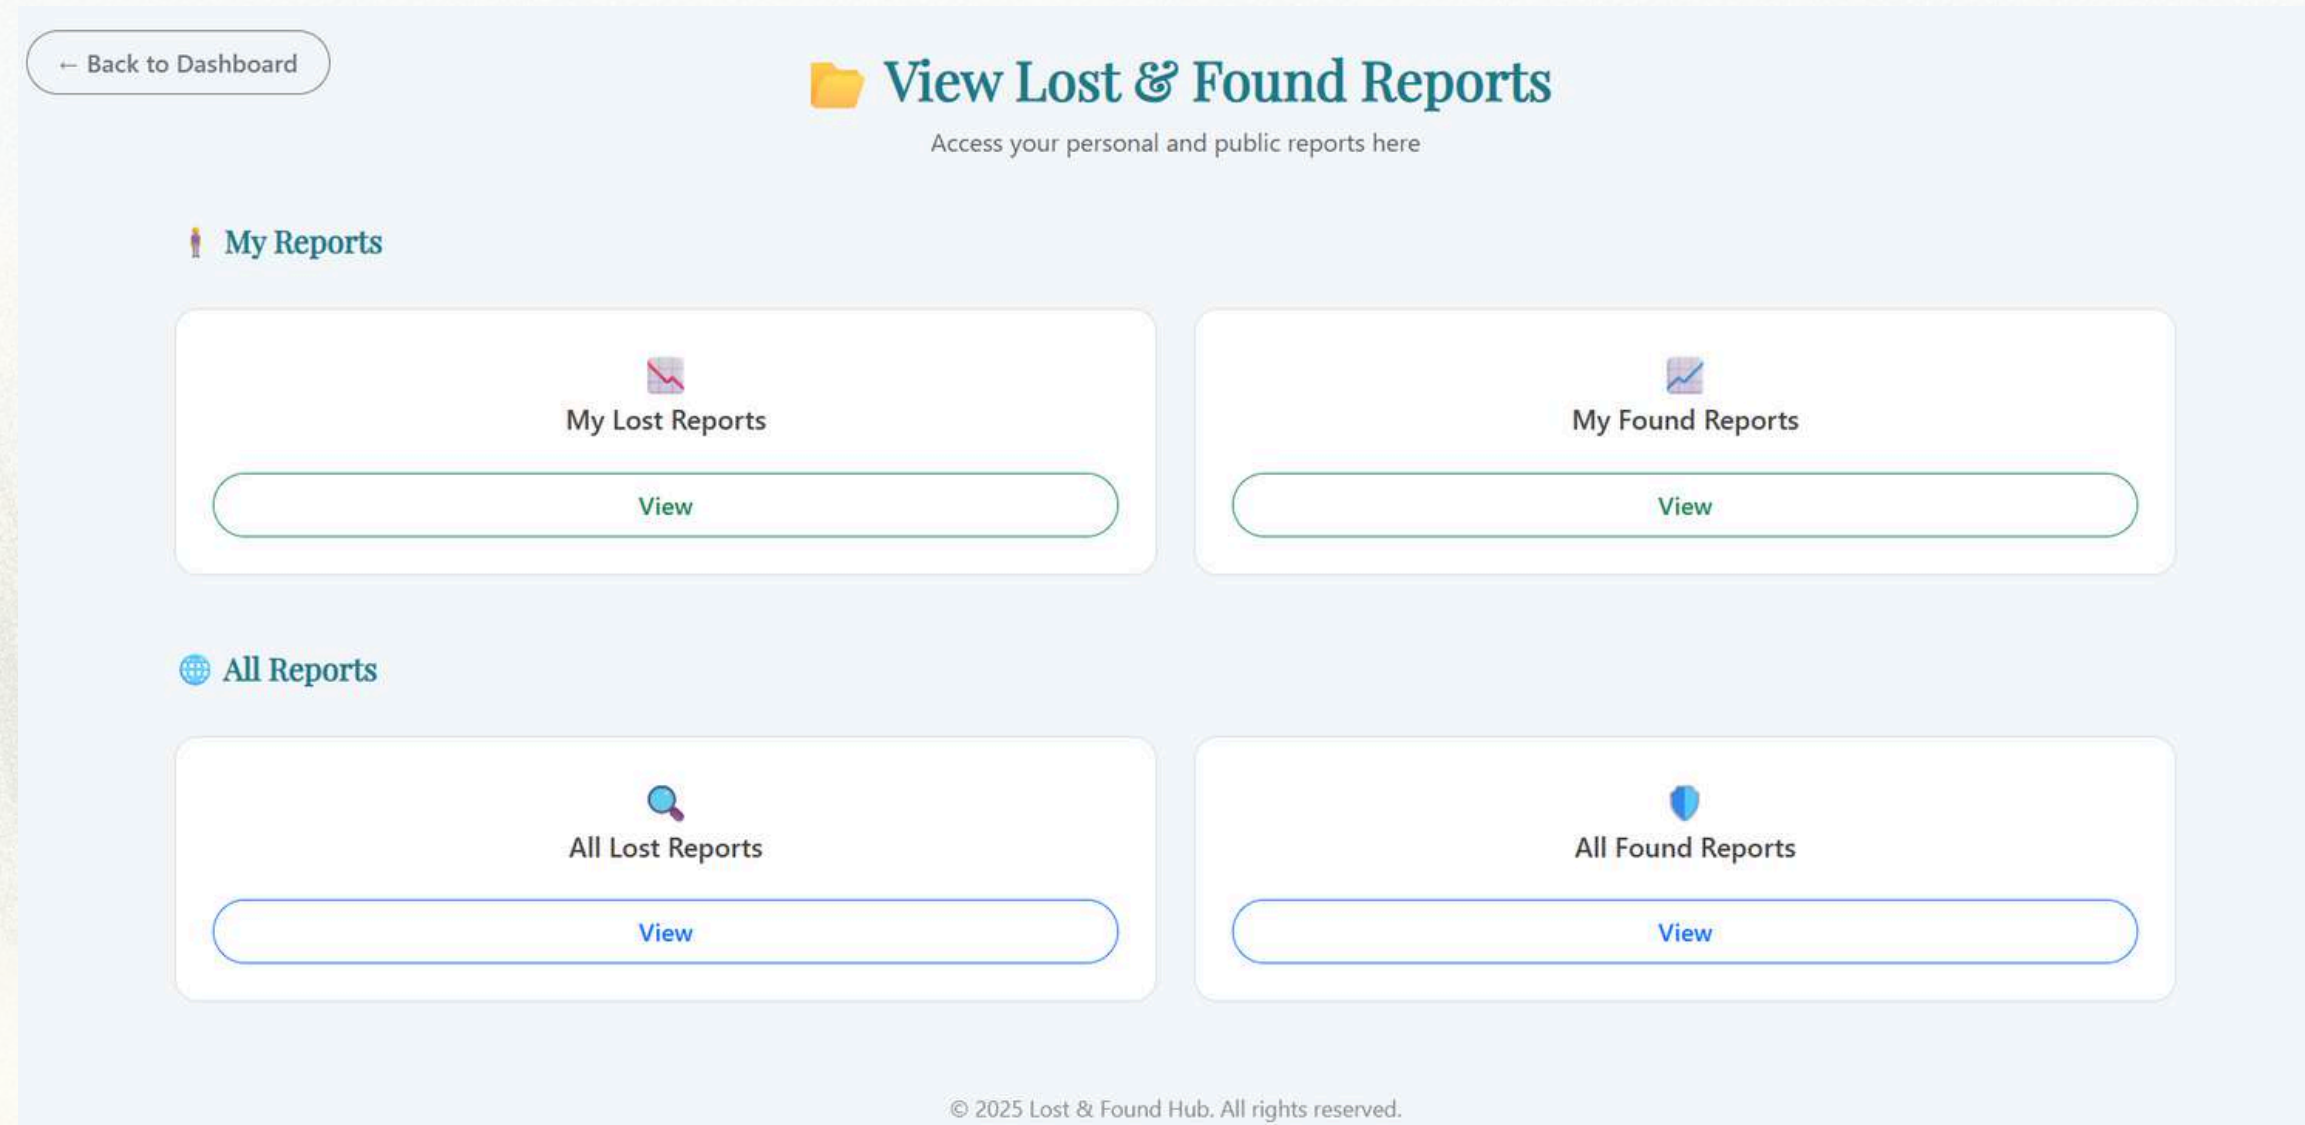 ← Back to Dashboard
View Lost & Found Reports
Access your personal and public reports here
My Reports
My Lost Reports
My Found Reports
View
View
All Reports
All Lost Reports
All Found Reports
View
View
© 2025 Lost & Found Hub. All rights reserved.